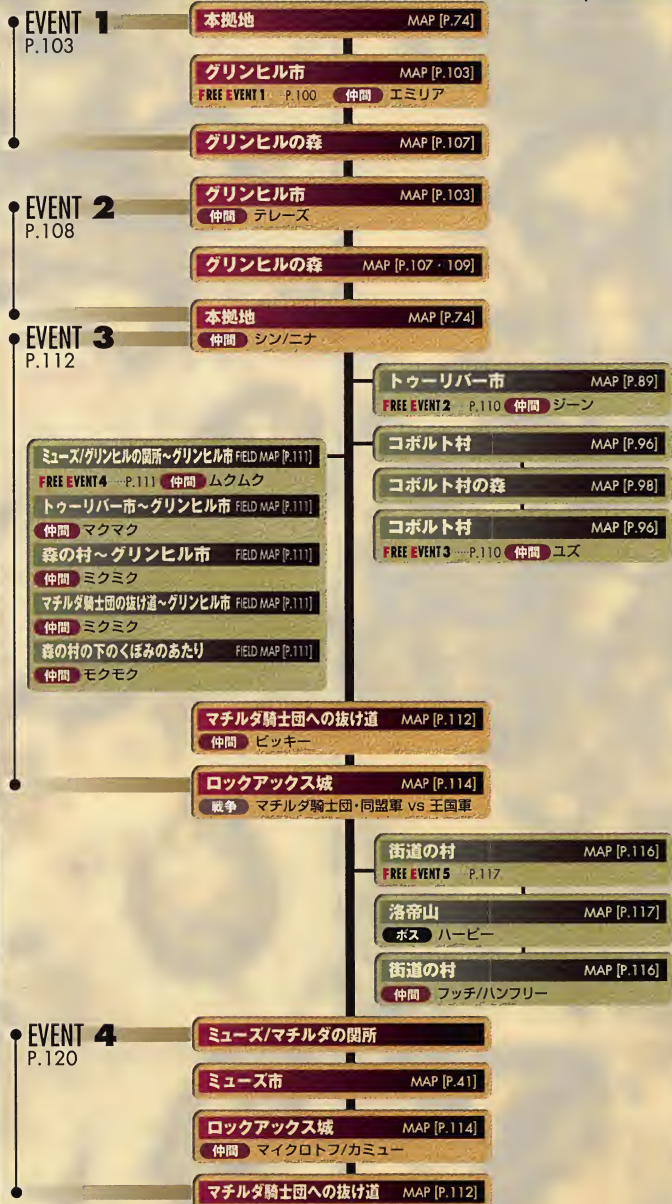 EVENT 1
P.103
本拠地 MAP [P.74]
グリンヒル市 MAP [P.103]
FREE EVENT 1 P.100 仲間 エミリア
グリンヒルの森 MAP [P.107]
EVENT 2
P.108
グリンヒル市 MAP [P.103]
仲間 テレーズ
グリンヒルの森 MAP [P.107・109]
本拠地 MAP [P.74]
仲間 シン/ニナ
EVENT 3
P.112
トゥーリバー市 MAP [P.89]
FREE EVENT 2 P.110 仲間 ジーン
コボルト村 MAP [P.96]
コボルト村の森 MAP [P.98]
コボルト村 MAP [P.96]
FREE EVENT 3 ……P.110 仲間 ユズ
ミューズ/グリンヒルの関所~グリンヒル市 FIELD MAP [P.111]
FREE EVENT 4 ……P.111 仲間 ムクムク
トゥーリバー市~グリンヒル市 FIELD MAP [P.111]
仲間 マクマク
森の村~グリンヒル市 FIELD MAP [P.111]
仲間 ミクミク
マチルダ騎士団の抜け道~グリンヒル市 FIELD MAP [P.111]
仲間 ミクミク
森の村の下のくぼみのあたり FIELD MAP [P.111]
仲間 モクモク
マチルダ騎士団への抜け道 MAP [P.112]
仲間 ビッキー
ロックアックス城 MAP [P.114]
戦争 マチルダ騎士団・同盟軍 vs 王国軍
街道の村 MAP [P.116]
FREE EVENT 5 P.117
洛帝山 MAP [P.117]
ボス ハーピー
街道の村 MAP [P.116]
仲間 フッチ/ハンフリー
EVENT 4
P.120
ミューズ/マチルダの関所
ミューズ市 MAP [P.41]
ロックアックス城 MAP [P.114]
仲間 マイクロトフ/カミュー
マチルダ騎士団への抜け道 MAP [P.112]